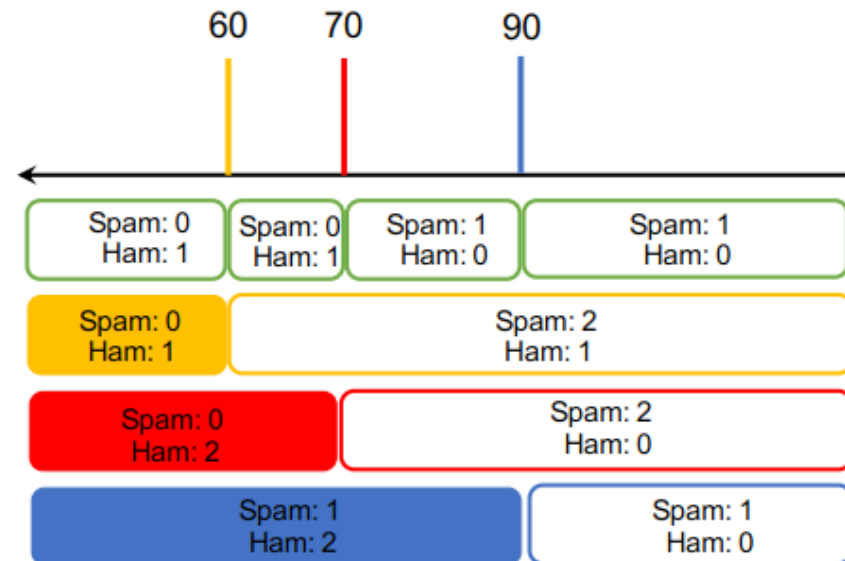 60 70 90
Spam: 0 Spam: 0 Spam: 1 Spam: 1
Ham: 1 Ham: 1 Ham: 0 Ham: 0
Spam: 0 Spam: 2
Ham: 1 Ham: 1
Spam: 0 Spam: 2
Ham: 2 Ham: 0
Spam: 1 Spam: 1
Ham: 2 Ham: 0